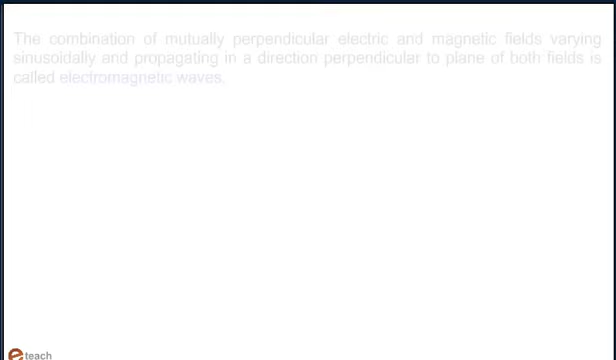 The combination of mutually perpendicular electric and magnetic fields varying
sinusoidally and propagating in a direction perpendicular to plane of both fields is
called electromagnetic waves.
e teach